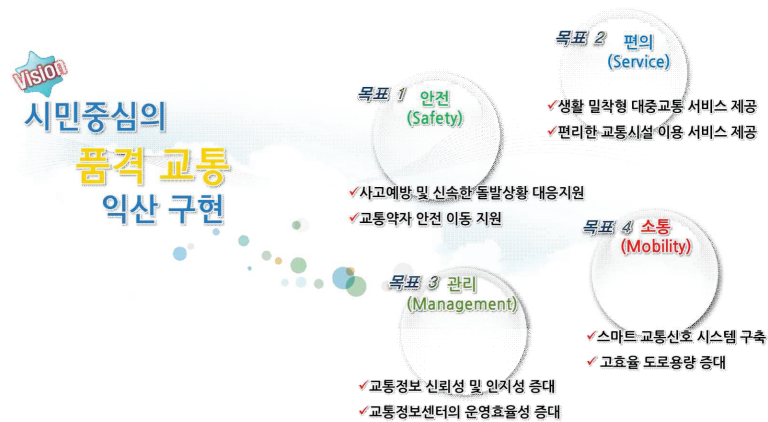 Vision
시민중심의
품격 교통
익산 구현
목표 1 안전
(Safety)
✓사고예방 및 신속한 돌발상황 대응지원
✓교통약자 안전 이동 지원
목표 2 편의
(Service)
✓생활 밀착형 대중교통 서비스 제공
✓편리한 교통시설 이용 서비스 제공
목표 3 관리
(Management)
✓교통정보 신뢰성 및 인지성 증대
✓교통정보센터의 운영효율성 증대
목표 4 소통
(Mobility)
✓스마트 교통신호 시스템 구축
✓ 고효율 도로용량 증대